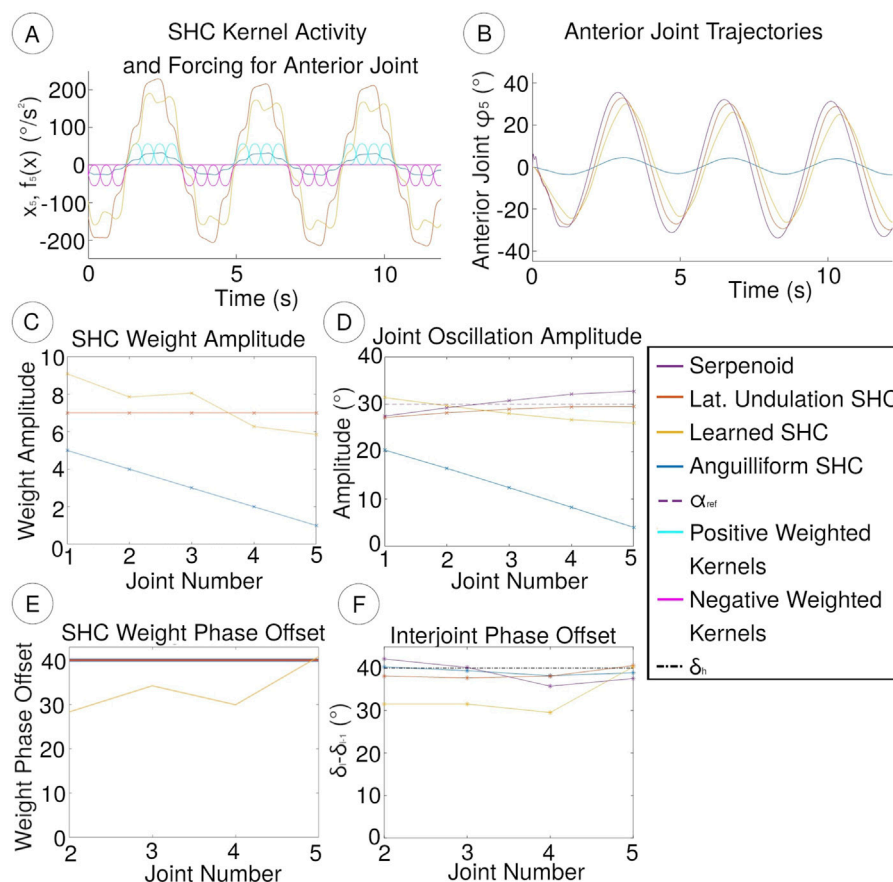 A
SHC Kernel Activity
and Forcing for Anterior Joint
x₅, f₅(x) (°/s²)
200
100
0
-100
-200
0
5
10
Time (s)
B
Anterior Joint Trajectories
Anterior Joint φ₅ (°)
40
20
0
-20
-40
0
5
10
Time (s)
C
SHC Weight Amplitude
Weight Amplitude
10
8
6
4
2
0
1
2
3
4
5
Joint Number
D
Joint Oscillation Amplitude
Amplitude (°)
40
30
20
10
0
1
2
3
4
5
Joint Number
Serpenoid
Lat. Undulation SHC
Learned SHC
Anguilliform SHC
α_ref
Positive Weighted
Kernels
Negative Weighted
Kernels
δₕ
E
SHC Weight Phase Offset
Weight Phase Offset
40
30
20
10
0
2
3
4
5
Joint Number
F
Interjoint Phase Offset
δᵢ-δᵢ₋₁ (°)
40
30
20
10
0
2
3
4
5
Joint Number